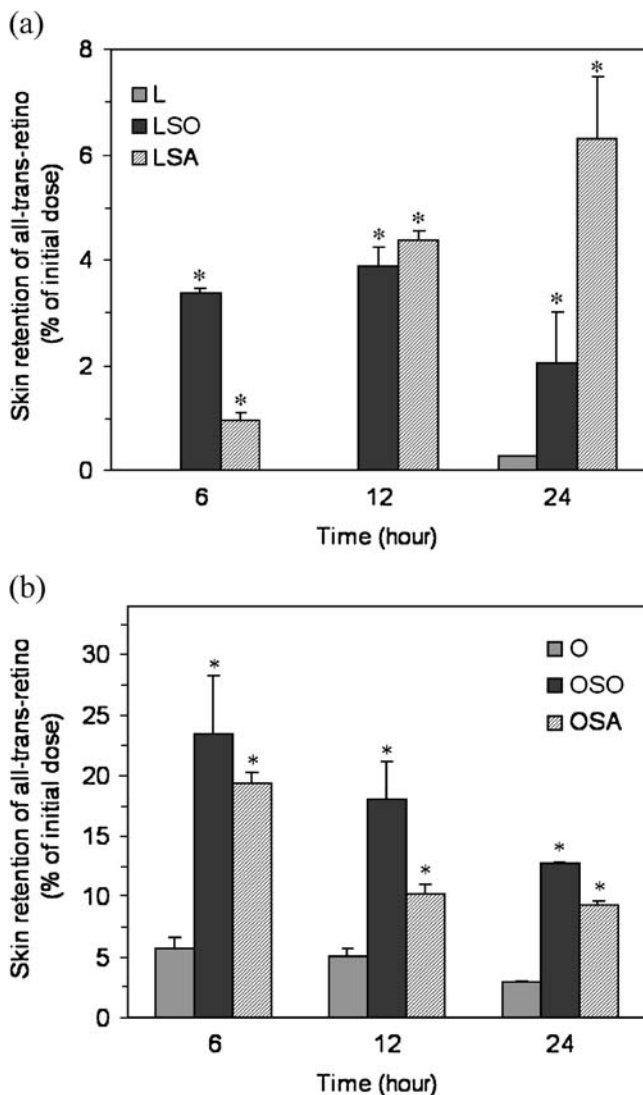 (a)
Skin retention of all-trans-retino
(% of initial dose)
8
6
4
2
0
L
LSO
LSA
*
*
*
*
*
*
6
12
24
Time (hour)
(b)
Skin retention of all-trans-retino
(% of initial dose)
30
25
20
15
10
5
0
O
OSO
OSA
*
*
*
*
*
*
6
12
24
Time (hour)